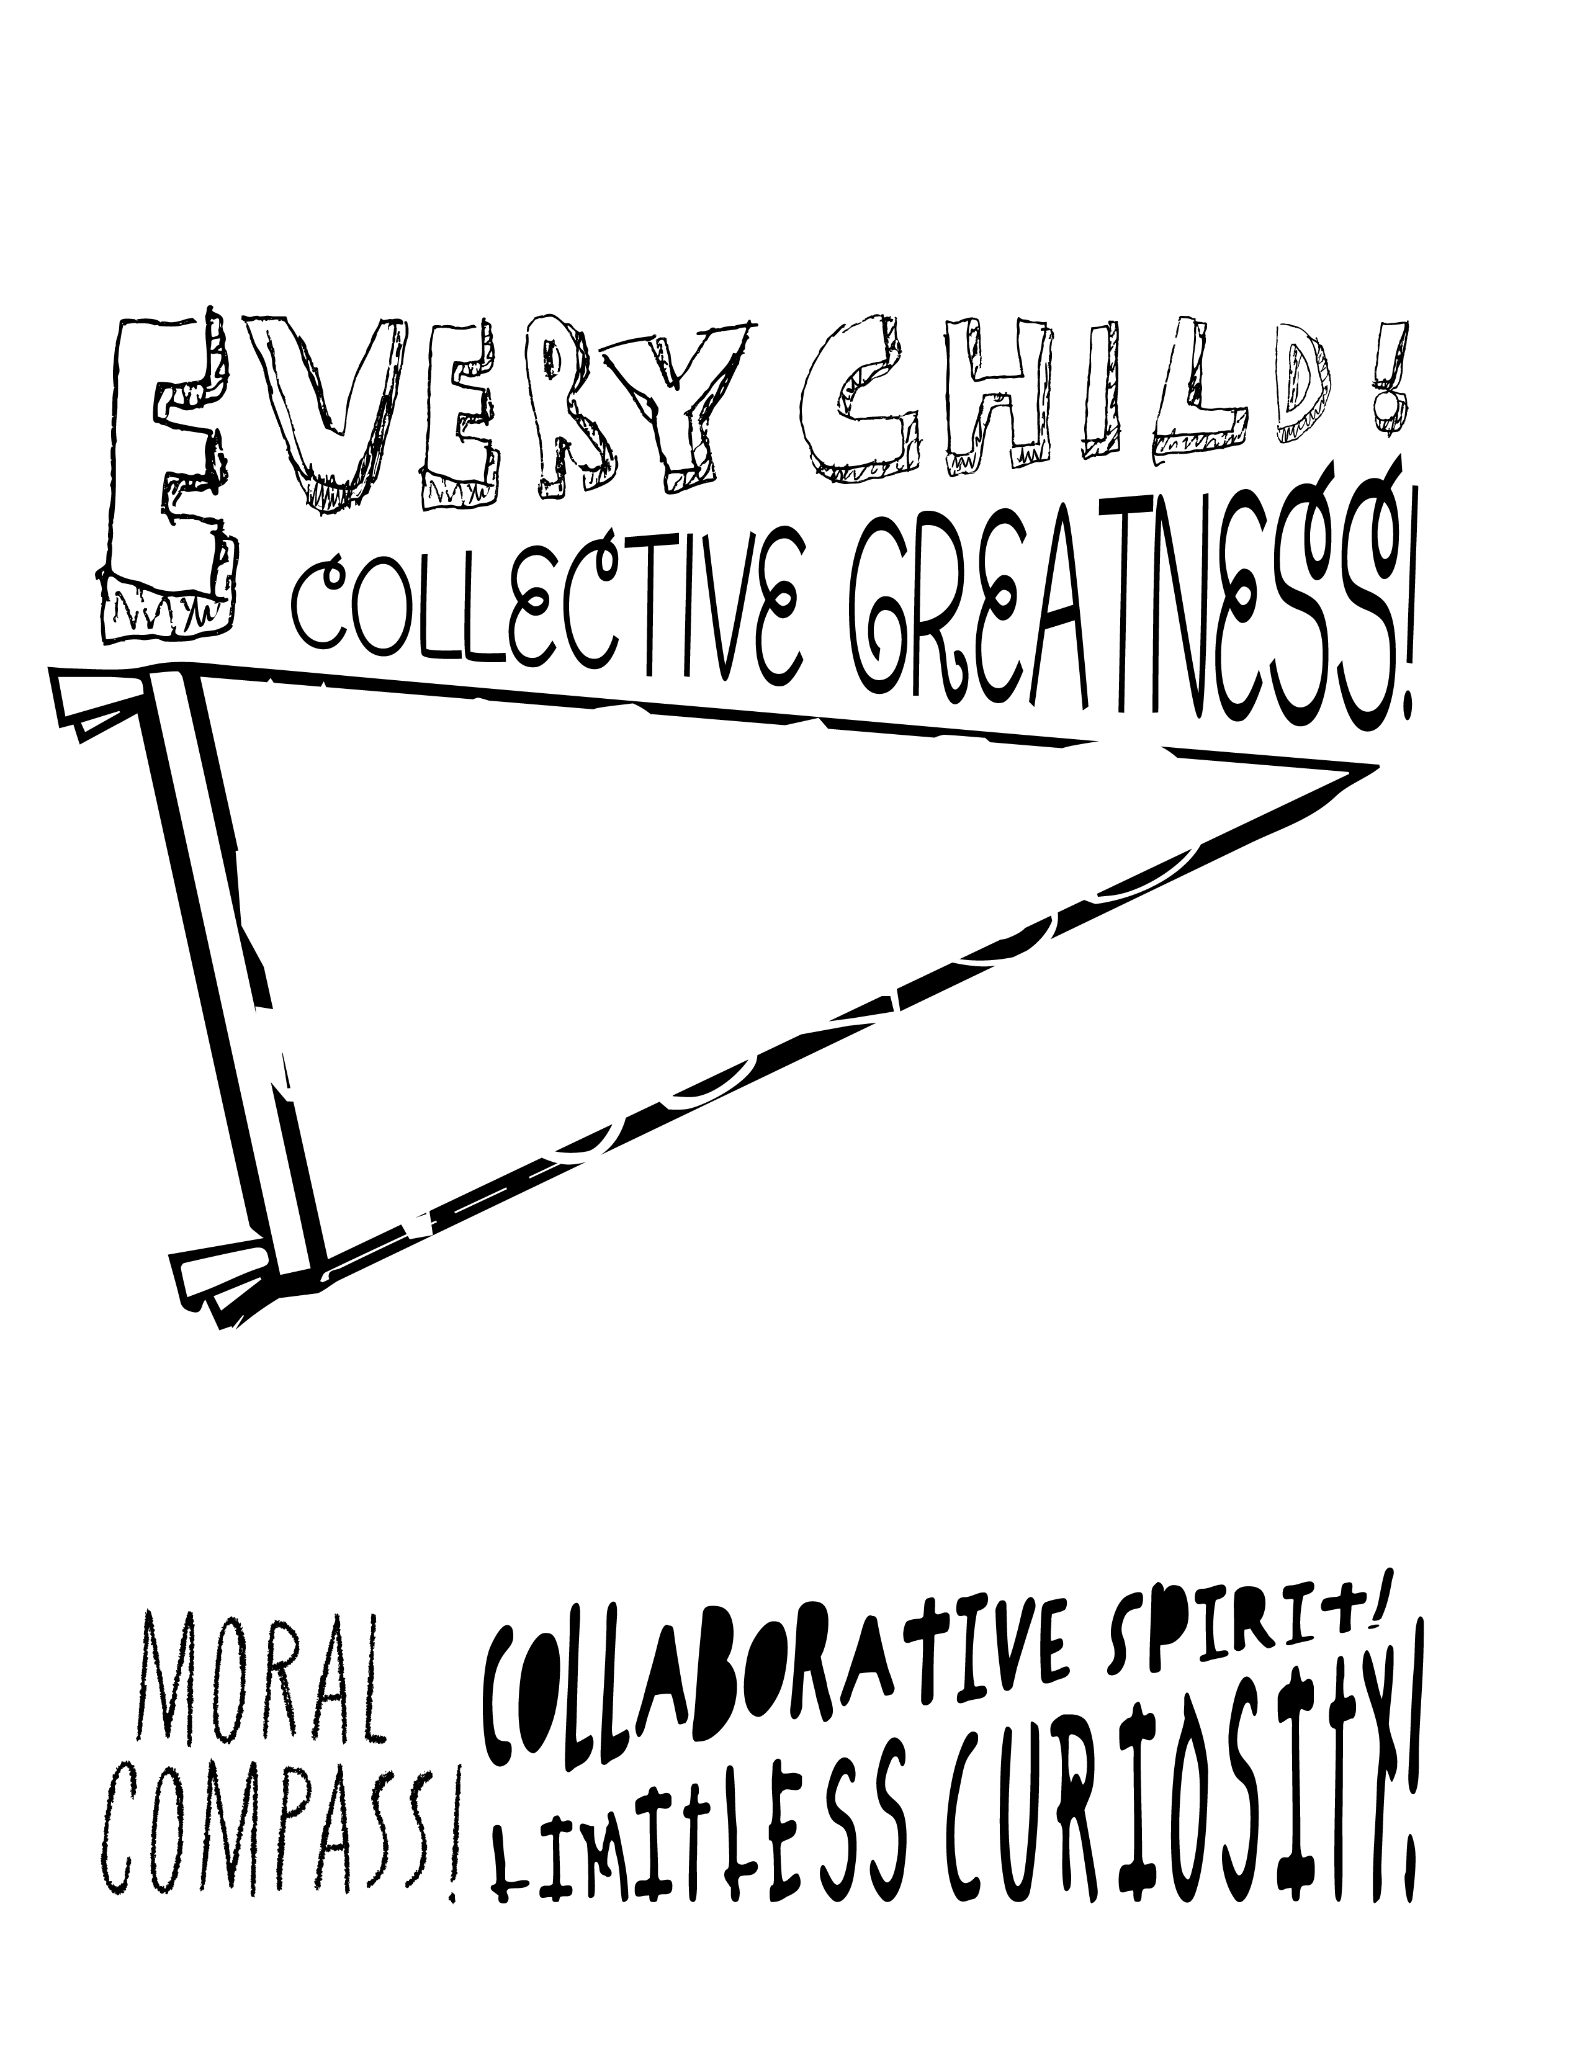 EVERY CHILD!
COLLECTIVE GREATNESS!
MORAL
COMPASS!
COLLABORATIVE SPIRIT!
LIMITLESS CURIOSITY!